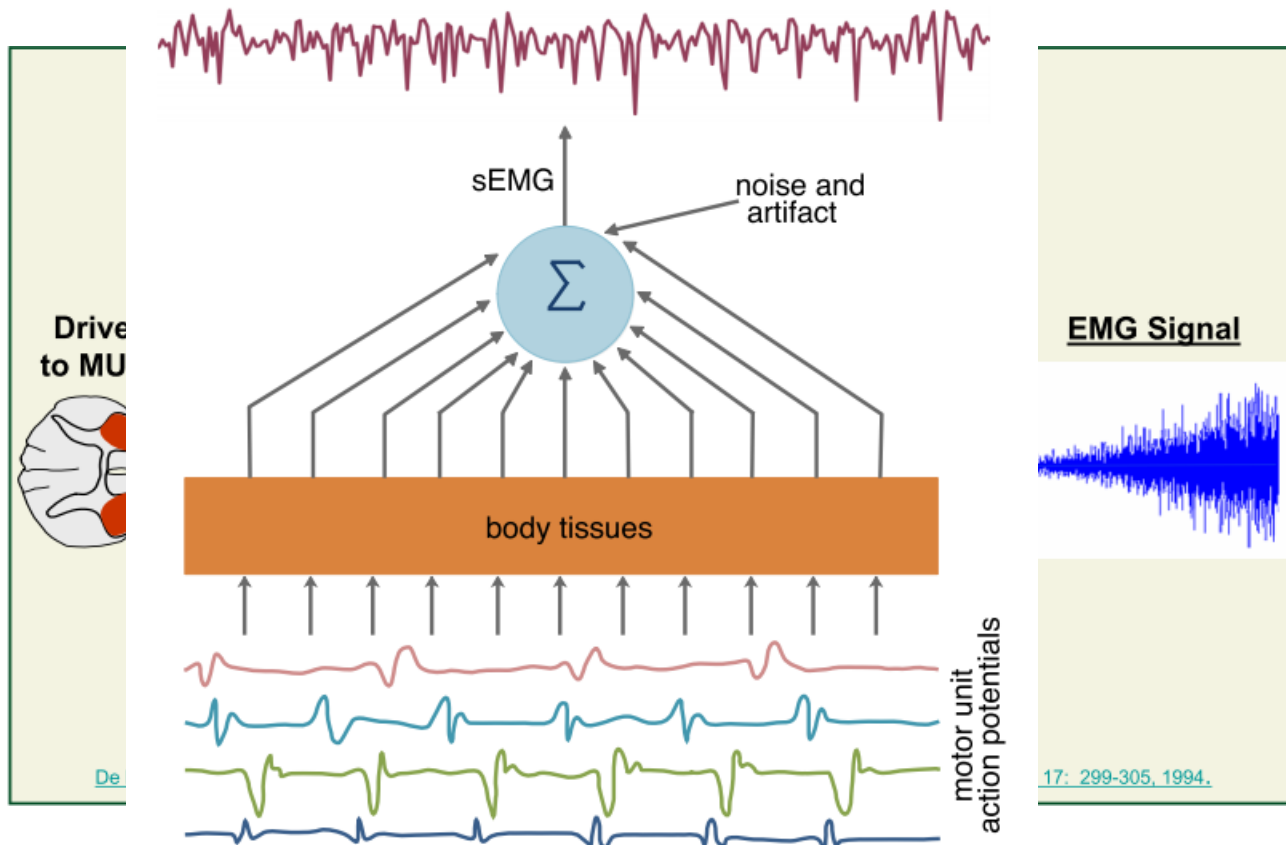 sEMG
noise and
artifact
Σ
Drive
to MU
EMG Signal
body tissues
motor unit
action potentials
De
17: 299-305, 1994.